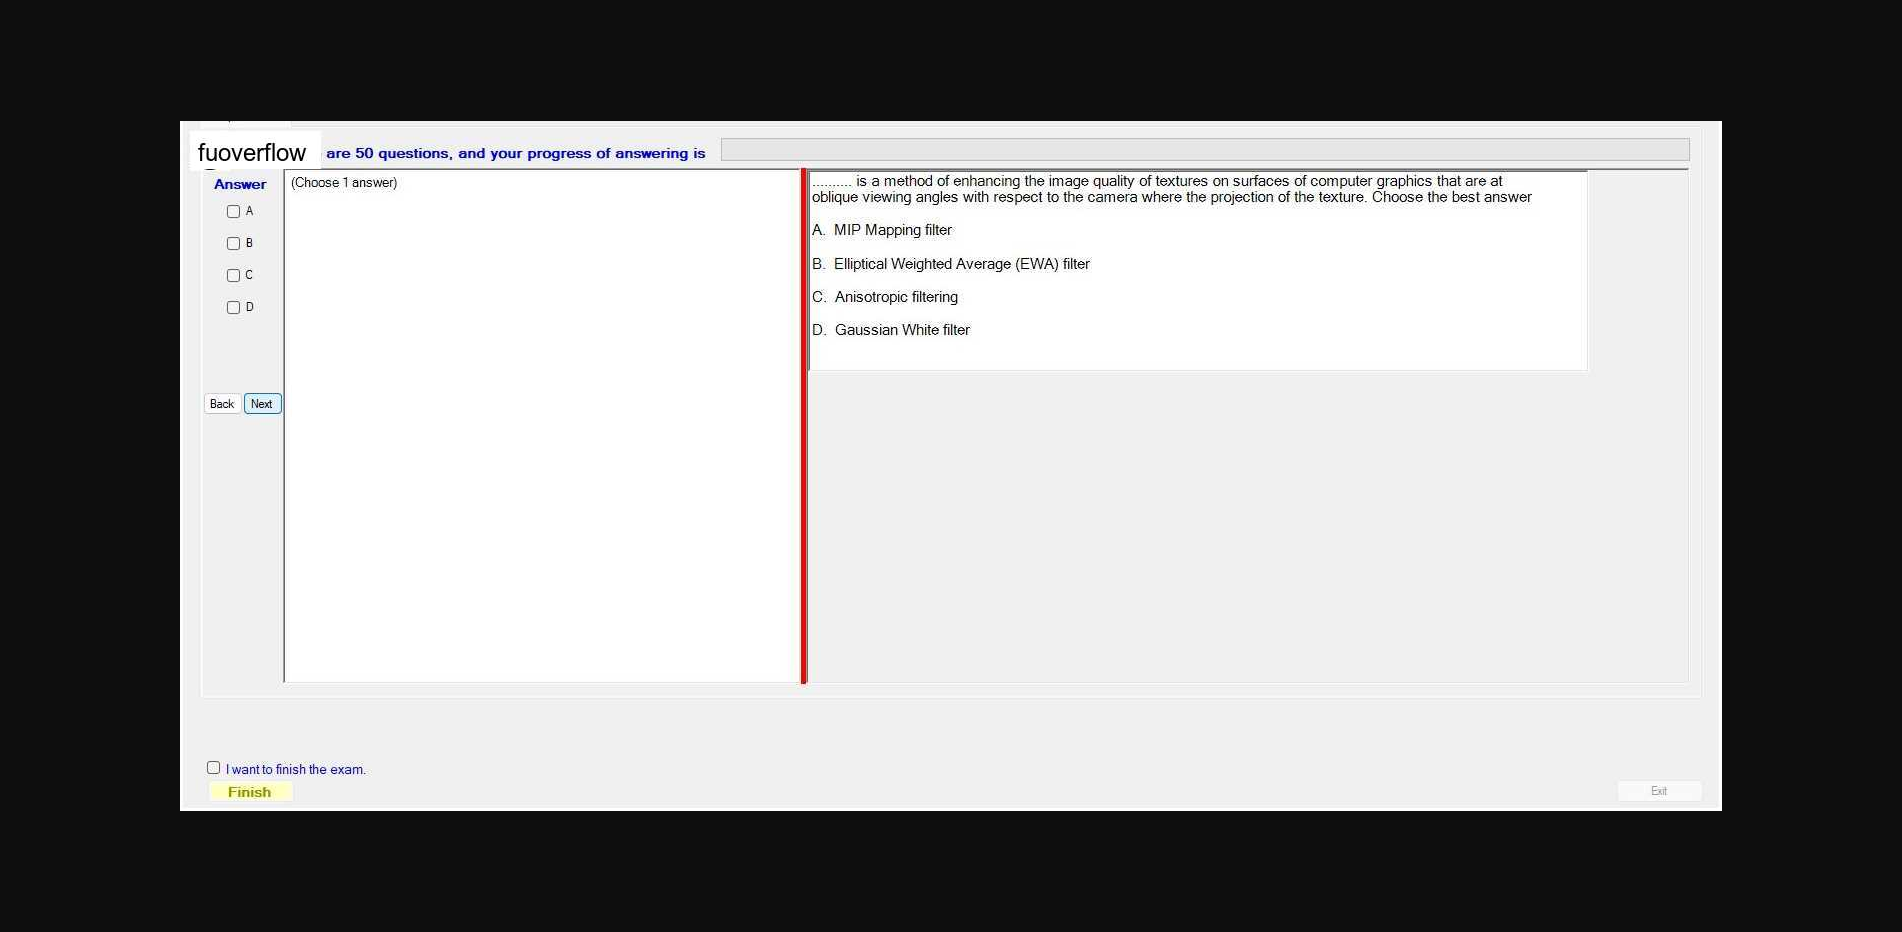 fuoverflow are 50 questions, and your progress of answering is
Answer
(Choose 1 answer)
A
B
C
D
Back Next
.......... is a method of enhancing the image quality of textures on surfaces of computer graphics that are at
oblique viewing angles with respect to the camera where the projection of the texture. Choose the best answer
A. MIP Mapping filter
B. Elliptical Weighted Average (EWA) filter
C. Anisotropic filtering
D. Gaussian White filter
I want to finish the exam.
Finish
Exit